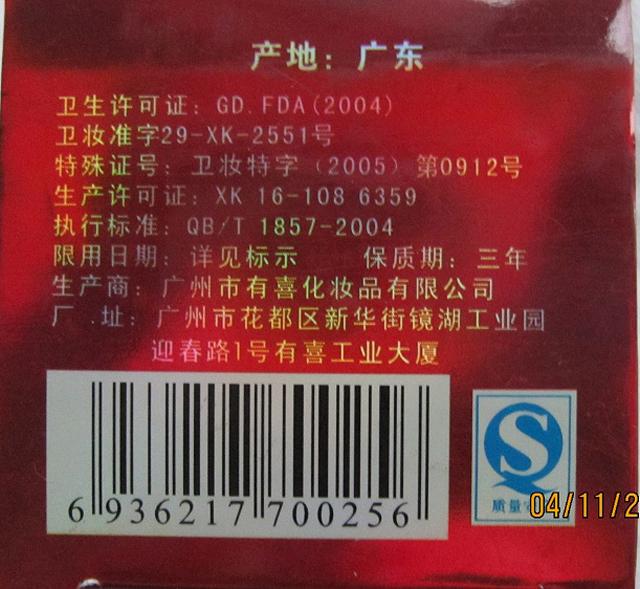 产地：广东
卫生许可证：GD.FDA(2004)
卫妆准字29-XK-2551号
特殊证号：卫妆特字（2005）第0912号
生产许可证：XK 16-108 6359
执行标准：QB/T 1857-2004
限用日期：详见标示 保质期：三年
生产商：广州市有喜化妆品有限公司
厂 址：广州市花都区新华街镜湖工业园
迎春路1号有喜工业大厦
6 936217 700256
S
质量
04/11/2